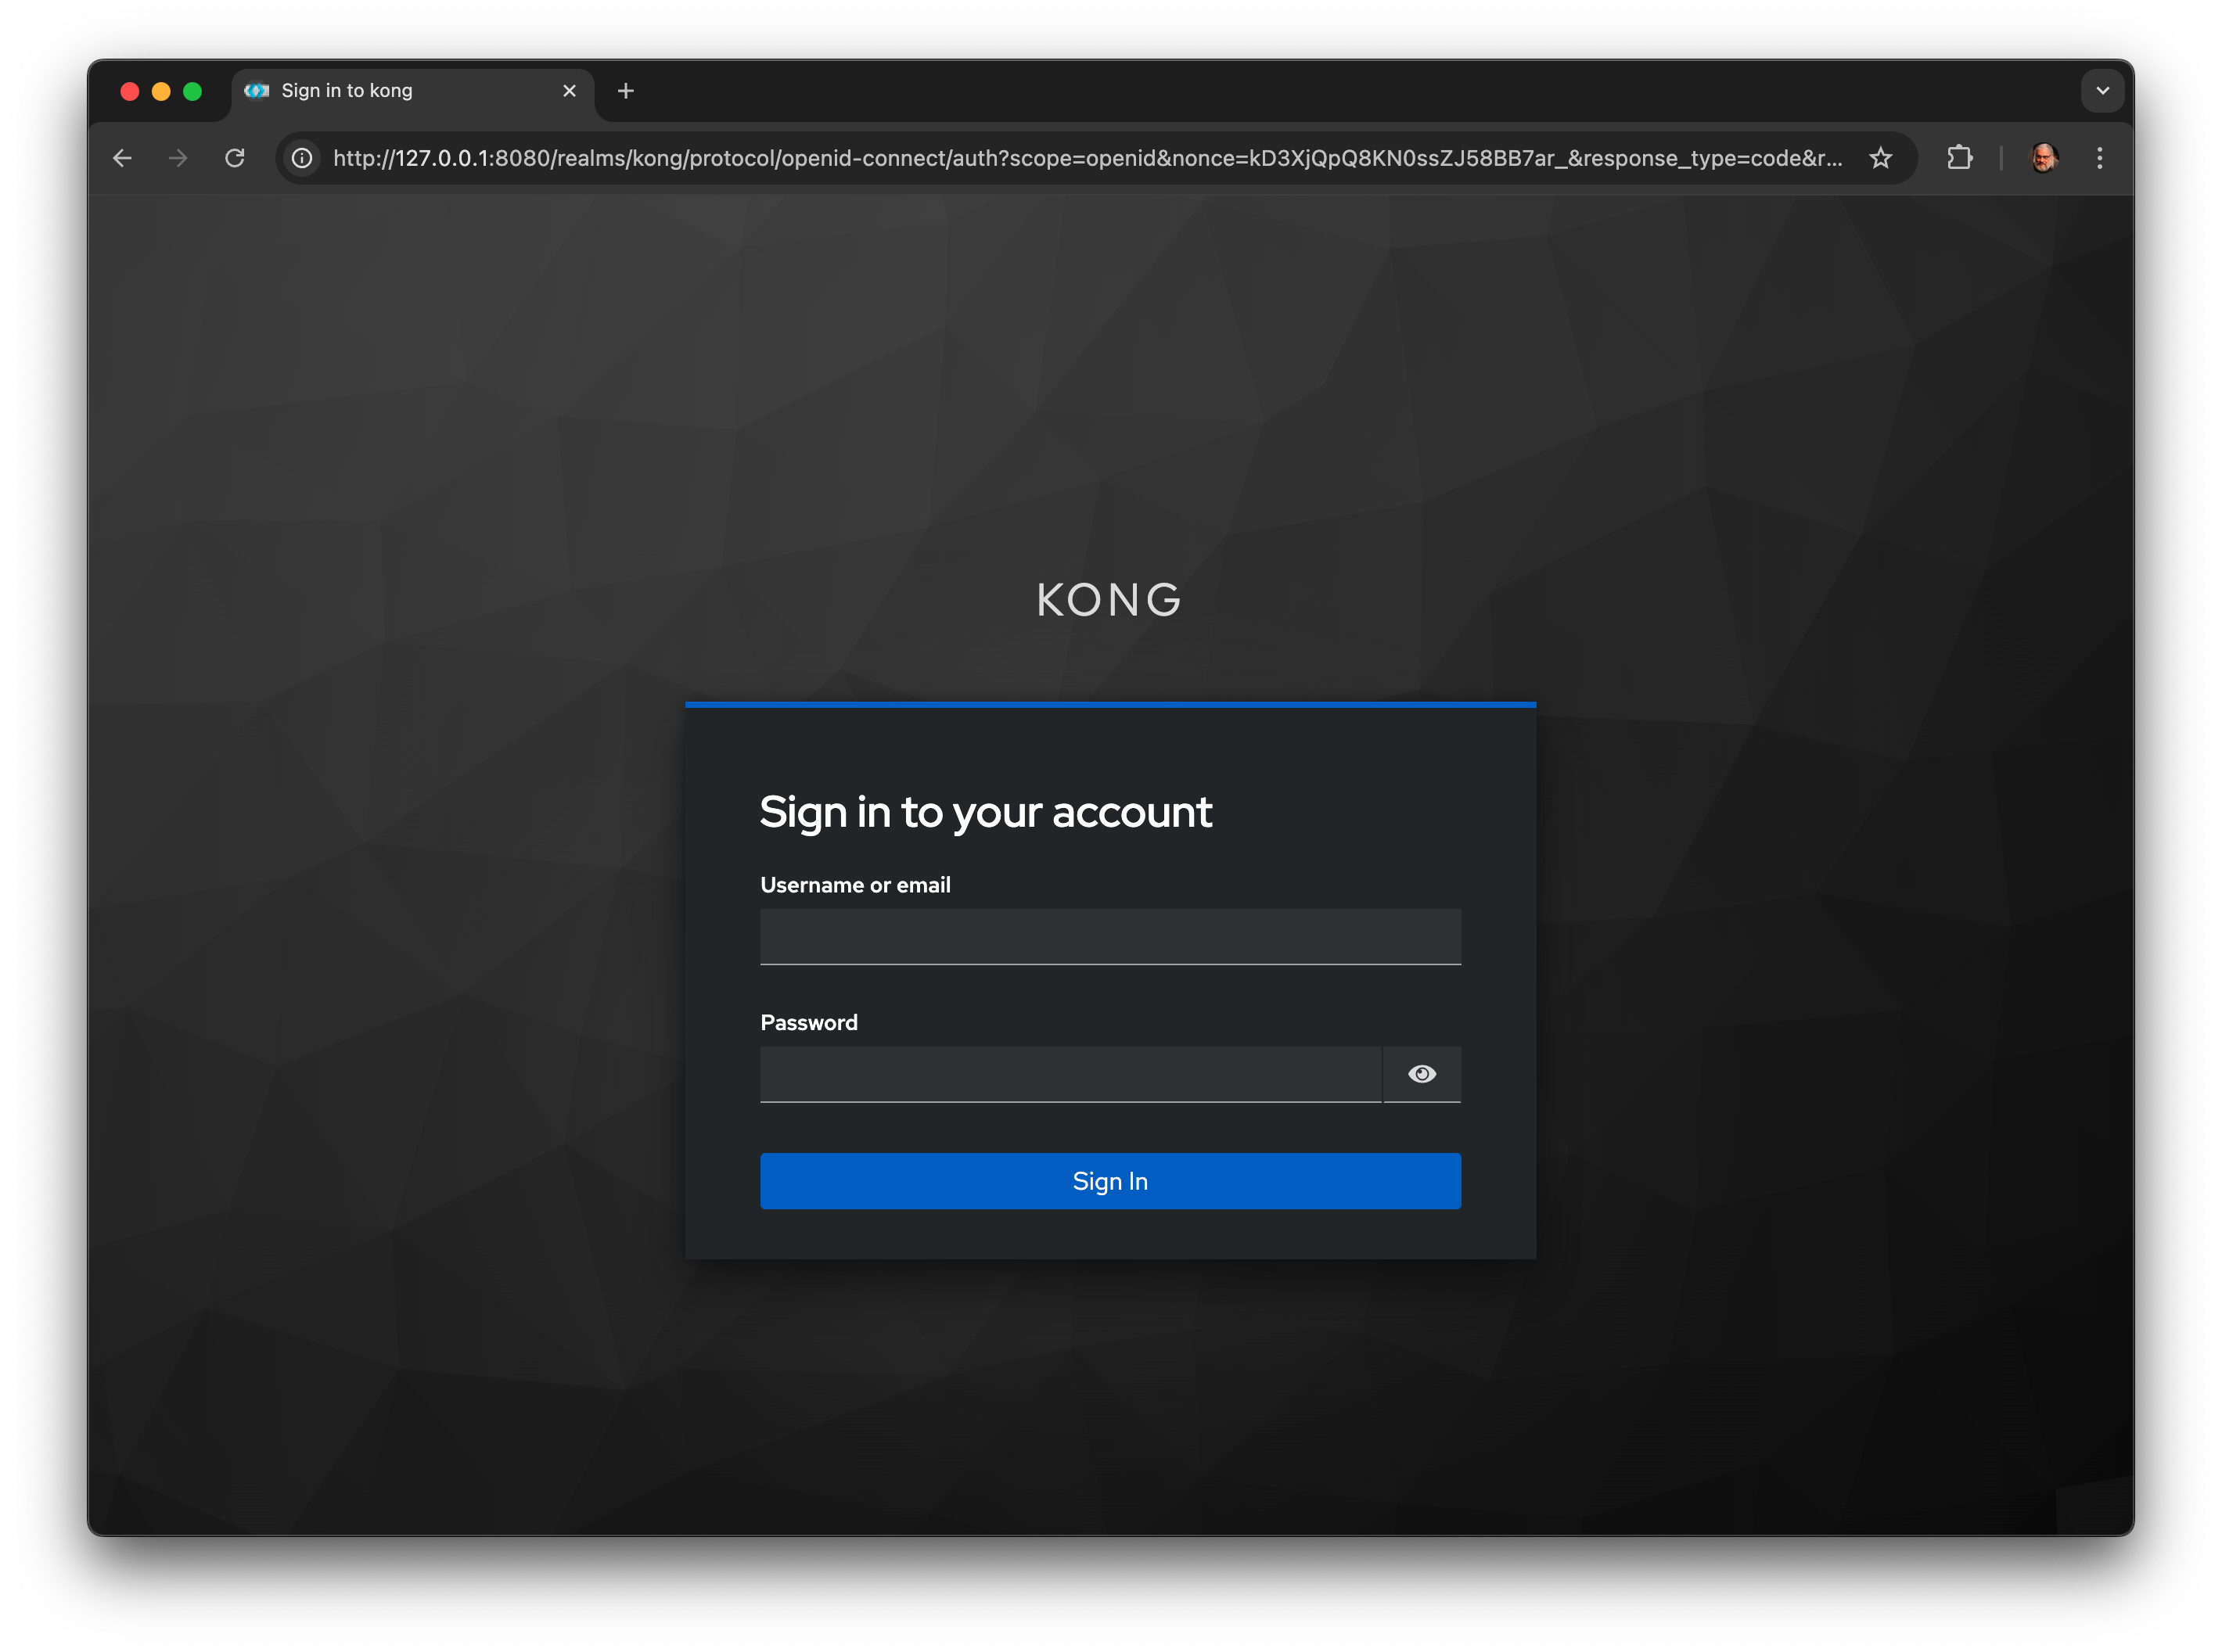 Sign in to kong
http://127.0.0.1:8080/realms/kong/protocol/openid-connect/auth?scope=openid&nonce=kD3XjQpQ8KN0ssZJ58BB7ar_&response_type=code&r...
KONG
Sign in to your account
Username or email
Password
Sign In